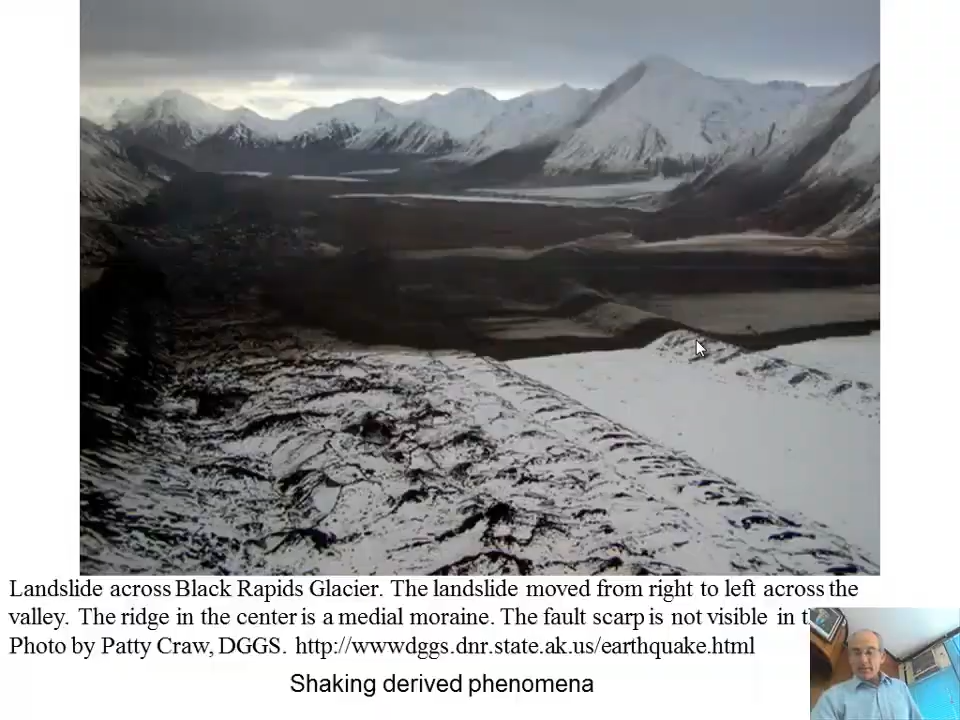 Landslide across Black Rapids Glacier. The landslide moved from right to left across the
valley. The ridge in the center is a medial moraine. The fault scarp is not visible in
Photo by Patty Craw, DGGS. http://wwwdggs.dnr.state.ak.us/earthquake.html
Shaking derived phenomena